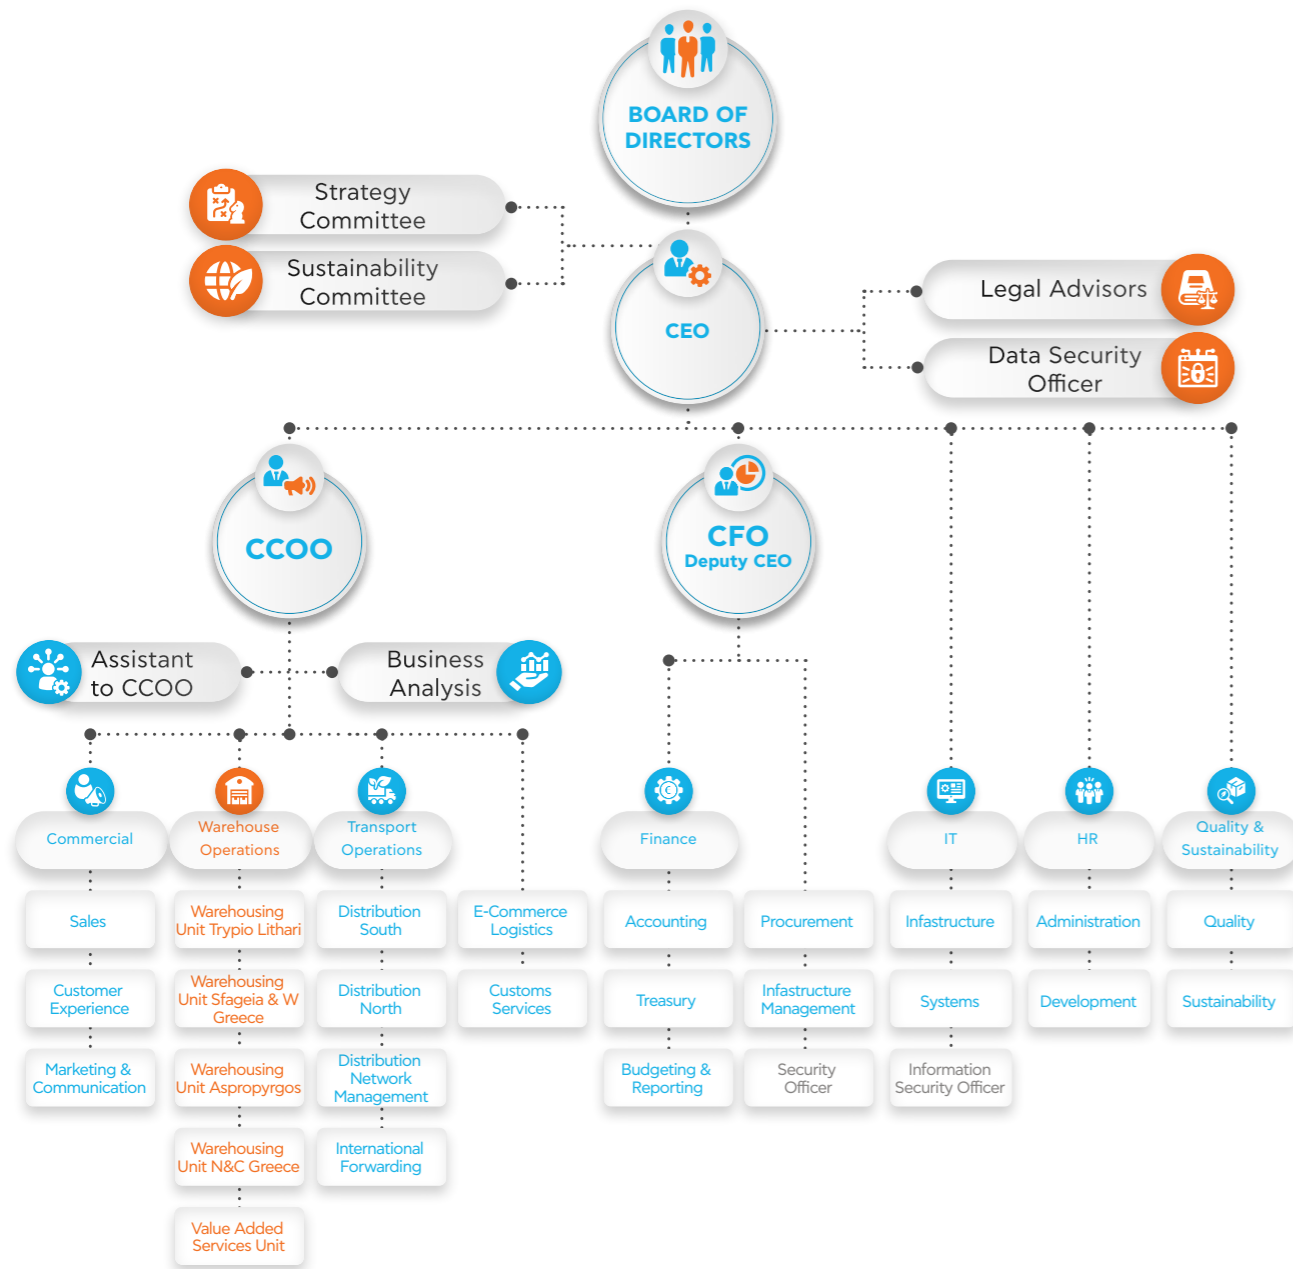 BOARD OF
DIRECTORS
Strategy
Committee
Sustainability
Committee
CEO
Legal Advisors
Data Security
Officer
CCOO
CFO
Deputy CEO
Assistant
to CCOO
Business
Analysis
Commercial
Warehouse
Operations
Transport
Operations
Finance
IT
HR
Quality &
Sustainability
Sales
Warehousing
Unit Trypio Lithari
Distribution
South
E-Commerce
Logistics
Accounting
Procurement
Infastructure
Administration
Quality
Customer
Experience
Warehousing
Unit Sfageia & W
Greece
Distribution
North
Customs
Services
Treasury
Infastructure
Management
Systems
Development
Sustainability
Marketing &
Communication
Warehousing
Unit Aspropyrgos
Distribution
Network
Management
Budgeting &
Reporting
Security
Officer
Information
Security Officer
Warehousing
Unit N&C Greece
International
Forwarding
Value Added
Services Unit